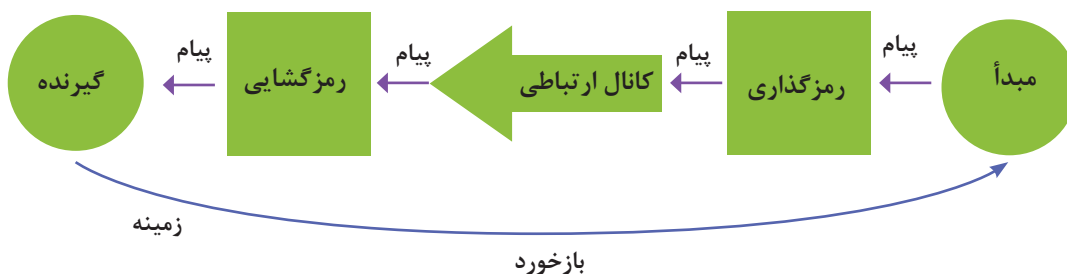 مبدأ
پیام
رمزگذاری
پیام
کانال ارتباطی
پیام
رمزگشایی
پیام
گیرنده
زمینه
بازخورد